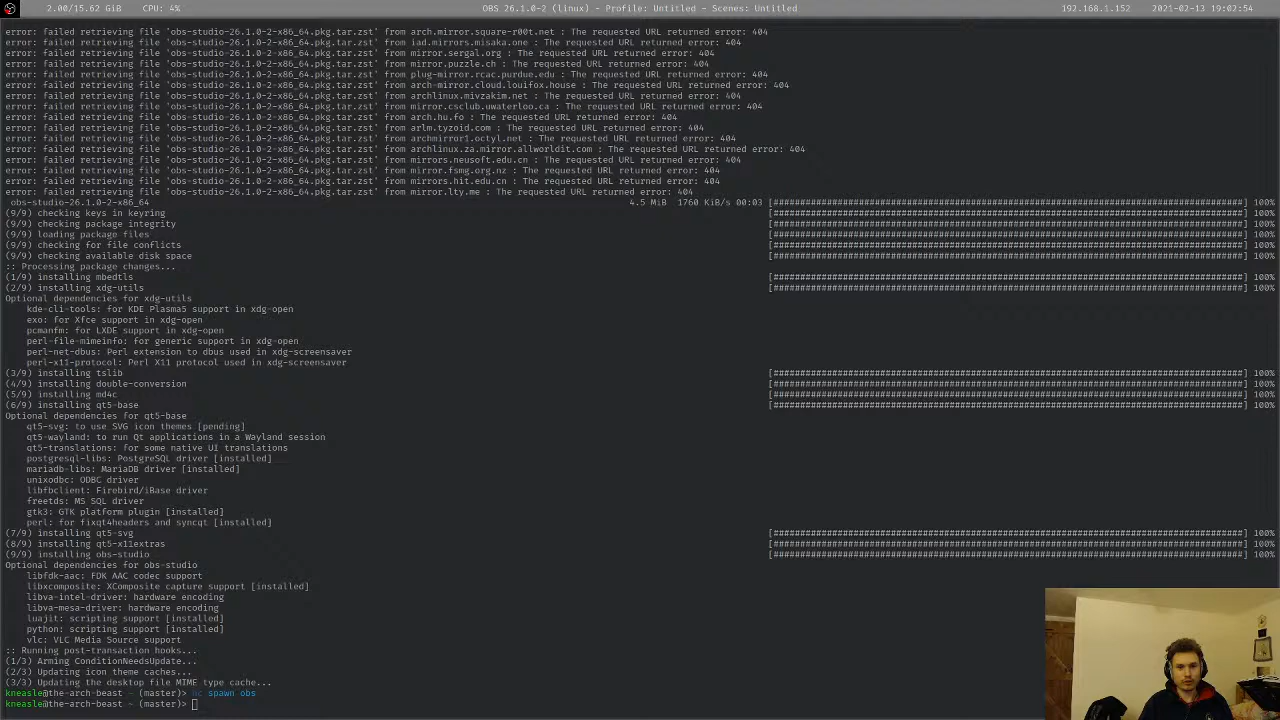 2.00/15.62 GiB CPU: 4% OBS 26.1.0-2 (linux) - Profile: Untitled - Scenes: Untitled 192.168.1.152 2021-02-13 19:02:54
error: failed retrieving file 'obs-studio-26.1.0-2-x86_64.pkg.tar.zst' from arch.mirror.square-r00t.net : The requested URL returned error: 404
error: failed retrieving file 'obs-studio-26.1.0-2-x86_64.pkg.tar.zst' from iad.mirrors.misaka.one : The requested URL returned error: 404
error: failed retrieving file 'obs-studio-26.1.0-2-x86_64.pkg.tar.zst' from mirror.sergal.org : The requested URL returned error: 404
error: failed retrieving file 'obs-studio-26.1.0-2-x86_64.pkg.tar.zst' from mirror.puzzle.ch : The requested URL returned error: 404
error: failed retrieving file 'obs-studio-26.1.0-2-x86_64.pkg.tar.zst' from plug-mirror.rcac.purdue.edu : The requested URL returned error: 404
error: failed retrieving file 'obs-studio-26.1.0-2-x86_64.pkg.tar.zst' from arch-mirror.cloud.louifox.house : The requested URL returned error: 404
error: failed retrieving file 'obs-studio-26.1.0-2-x86_64.pkg.tar.zst' from archlinux.mivzakim.net : The requested URL returned error: 404
error: failed retrieving file 'obs-studio-26.1.0-2-x86_64.pkg.tar.zst' from mirror.csclub.uwaterloo.ca : The requested URL returned error: 404
error: failed retrieving file 'obs-studio-26.1.0-2-x86_64.pkg.tar.zst' from arch.hu.fo : The requested URL returned error: 404
error: failed retrieving file 'obs-studio-26.1.0-2-x86_64.pkg.tar.zst' from arlm.tyzoid.com : The requested URL returned error: 404
error: failed retrieving file 'obs-studio-26.1.0-2-x86_64.pkg.tar.zst' from archmirror1.octyl.net : The requested URL returned error: 404
error: failed retrieving file 'obs-studio-26.1.0-2-x86_64.pkg.tar.zst' from archlinux.za.mirror.allworldit.com : The requested URL returned error: 404
error: failed retrieving file 'obs-studio-26.1.0-2-x86_64.pkg.tar.zst' from mirrors.neusoft.edu.cn : The requested URL returned error: 404
error: failed retrieving file 'obs-studio-26.1.0-2-x86_64.pkg.tar.zst' from mirror.fsmg.org.nz : The requested URL returned error: 404
error: failed retrieving file 'obs-studio-26.1.0-2-x86_64.pkg.tar.zst' from mirrors.hit.edu.cn : The requested URL returned error: 404
error: failed retrieving file 'obs-studio-26.1.0-2-x86_64.pkg.tar.zst' from mirror.lty.me : The requested URL returned error: 404
obs-studio-26.1.0-2-x86_64 4.5 MiB 1760 KiB/s 00:03 [########################################################################################] 100%
(9/9) checking keys in keyring [########################################################################################] 100%
(9/9) checking package integrity [########################################################################################] 100%
(9/9) loading package files [########################################################################################] 100%
(9/9) checking for file conflicts [########################################################################################] 100%
(9/9) checking available disk space [########################################################################################] 100%
:: Processing package changes...
(1/9) installing mbedtls [########################################################################################] 100%
(2/9) installing xdg-utils [########################################################################################] 100%
Optional dependencies for xdg-utils
kde-cli-tools: for KDE Plasma5 support in xdg-open
exo: for Xfce support in xdg-open
pcmanfm: for LXDE support in xdg-open
perl-file-mimeinfo: for generic support in xdg-open
perl-net-dbus: Perl extension to dbus used in xdg-screensaver
perl-x11-protocol: Perl X11 protocol used in xdg-screensaver
(3/9) installing tslib [########################################################################################] 100%
(4/9) installing double-conversion [########################################################################################] 100%
(5/9) installing md4c [########################################################################################] 100%
(6/9) installing qt5-base [########################################################################################] 100%
Optional dependencies for qt5-base
qt5-svg: to use SVG icon themes [pending]
qt5-wayland: to run Qt applications in a Wayland session
qt5-translations: for some native UI translations
postgresql-libs: PostgreSQL driver [installed]
mariadb-libs: MariaDB driver [installed]
unixodbc: ODBC driver
libfbclient: Firebird/iBase driver
freetds: MS SQL driver
gtk3: GTK platform plugin [installed]
perl: for fixqt4headers and syncqt [installed]
(7/9) installing qt5-svg [########################################################################################] 100%
(8/9) installing qt5-x11extras [########################################################################################] 100%
(9/9) installing obs-studio [########################################################################################] 100%
Optional dependencies for obs-studio
libfdk-aac: FDK AAC codec support
libxcomposite: XComposite capture support [installed]
libva-intel-driver: hardware encoding
libva-mesa-driver: hardware encoding
luajit: scripting support [installed]
python: scripting support [installed]
vlc: VLC Media Source support
:: Running post-transaction hooks...
(1/3) Arming ConditionNeedsUpdate...
(2/3) Updating icon theme caches...
(3/3) Updating the desktop file MIME type cache...
kneasle@the-arch-beast ~ (master)> hc spawn obs
kneasle@the-arch-beast ~ (master)>